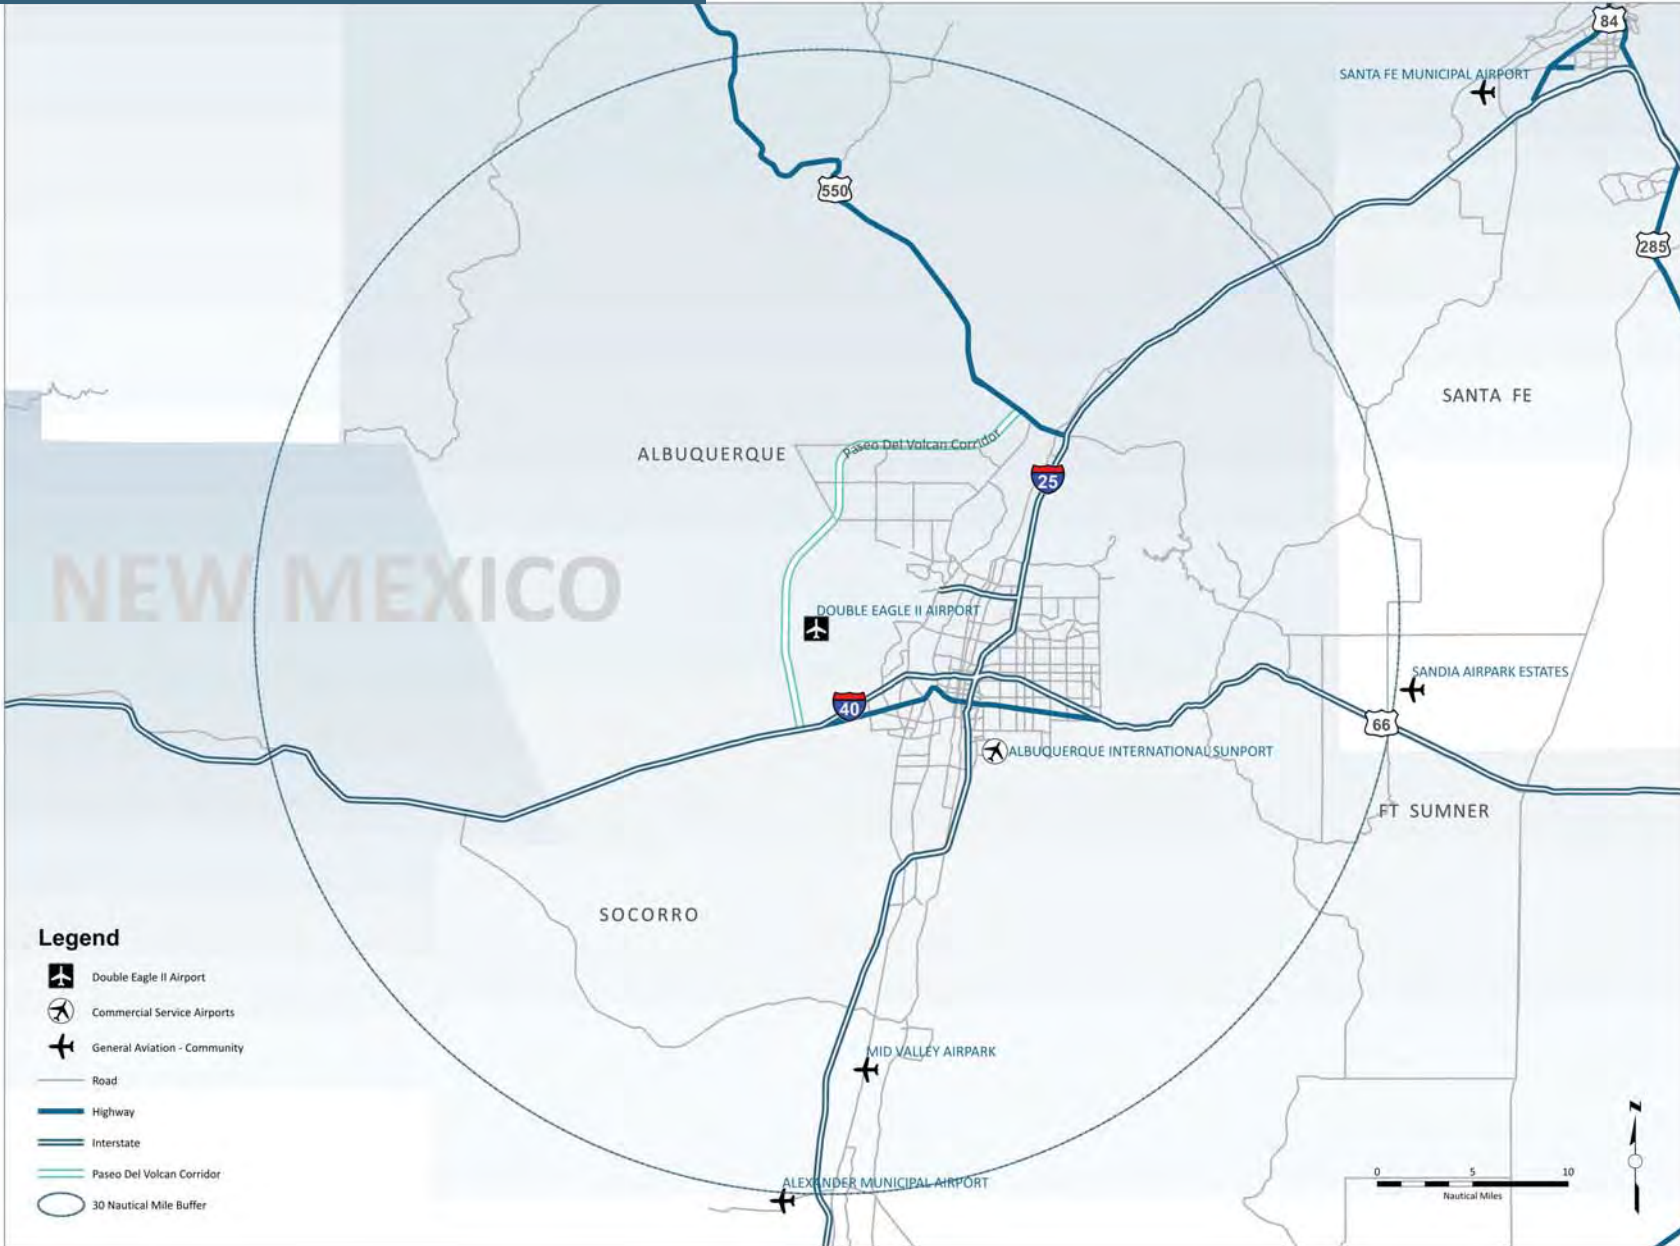 84
SANTA FE MUNICIPAL AIRPORT
550
285
SANTA FE
ALBUQUERQUE
Paseo Del Volcan Corridor
25
NEW MEXICO
DOUBLE EAGLE II AIRPORT
SANDIA AIRPARK ESTATES
40
66
ALBUQUERQUE INTERNATIONAL SUNPORT
FT SUMNER
SOCORRO
Legend
Double Eagle II Airport
Commercial Service Airports
General Aviation - Community
Road
Highway
Interstate
Paseo Del Volcan Corridor
30 Nautical Mile Buffer
MID VALLEY AIRPARK
ALEXANDER MUNICIPAL AIRPORT
N
0 5 10
Nautical Miles